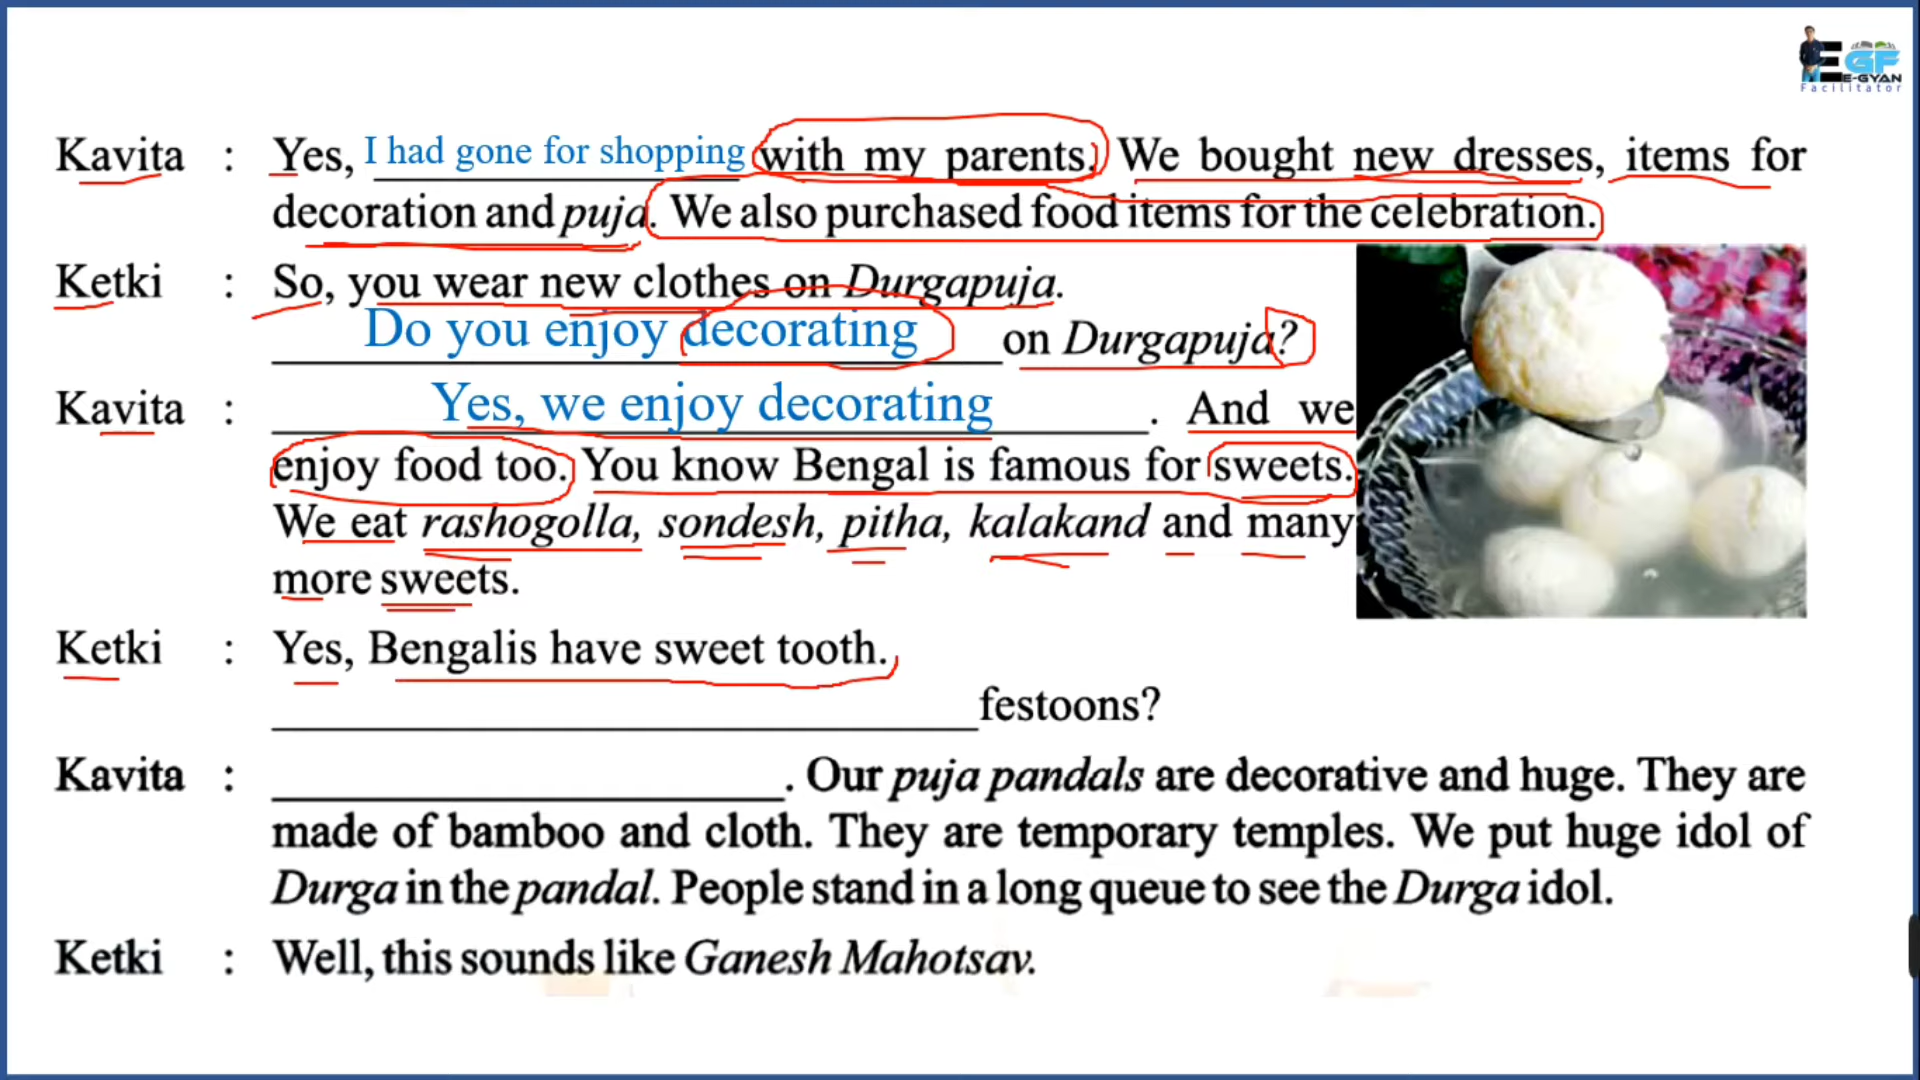 EGF
E-GYAN
Facilitator
Kavita : Yes, I had gone for shopping with my parents. We bought new dresses, items for
decoration and puja. We also purchased food items for the celebration.
Ketki : So, you wear new clothes on Durgapuja.
Do you enjoy decorating on Durgapuja?
Kavita : Yes, we enjoy decorating. And we
enjoy food too. You know Bengal is famous for sweets.
We eat rashogolla, sondesh, pitha, kalakand and many
more sweets.
Ketki : Yes, Bengalis have sweet tooth.
festoons?
Kavita : . Our puja pandals are decorative and huge. They are
made of bamboo and cloth. They are temporary temples. We put huge idol of
Durga in the pandal. People stand in a long queue to see the Durga idol.
Ketki : Well, this sounds like Ganesh Mahotsav.